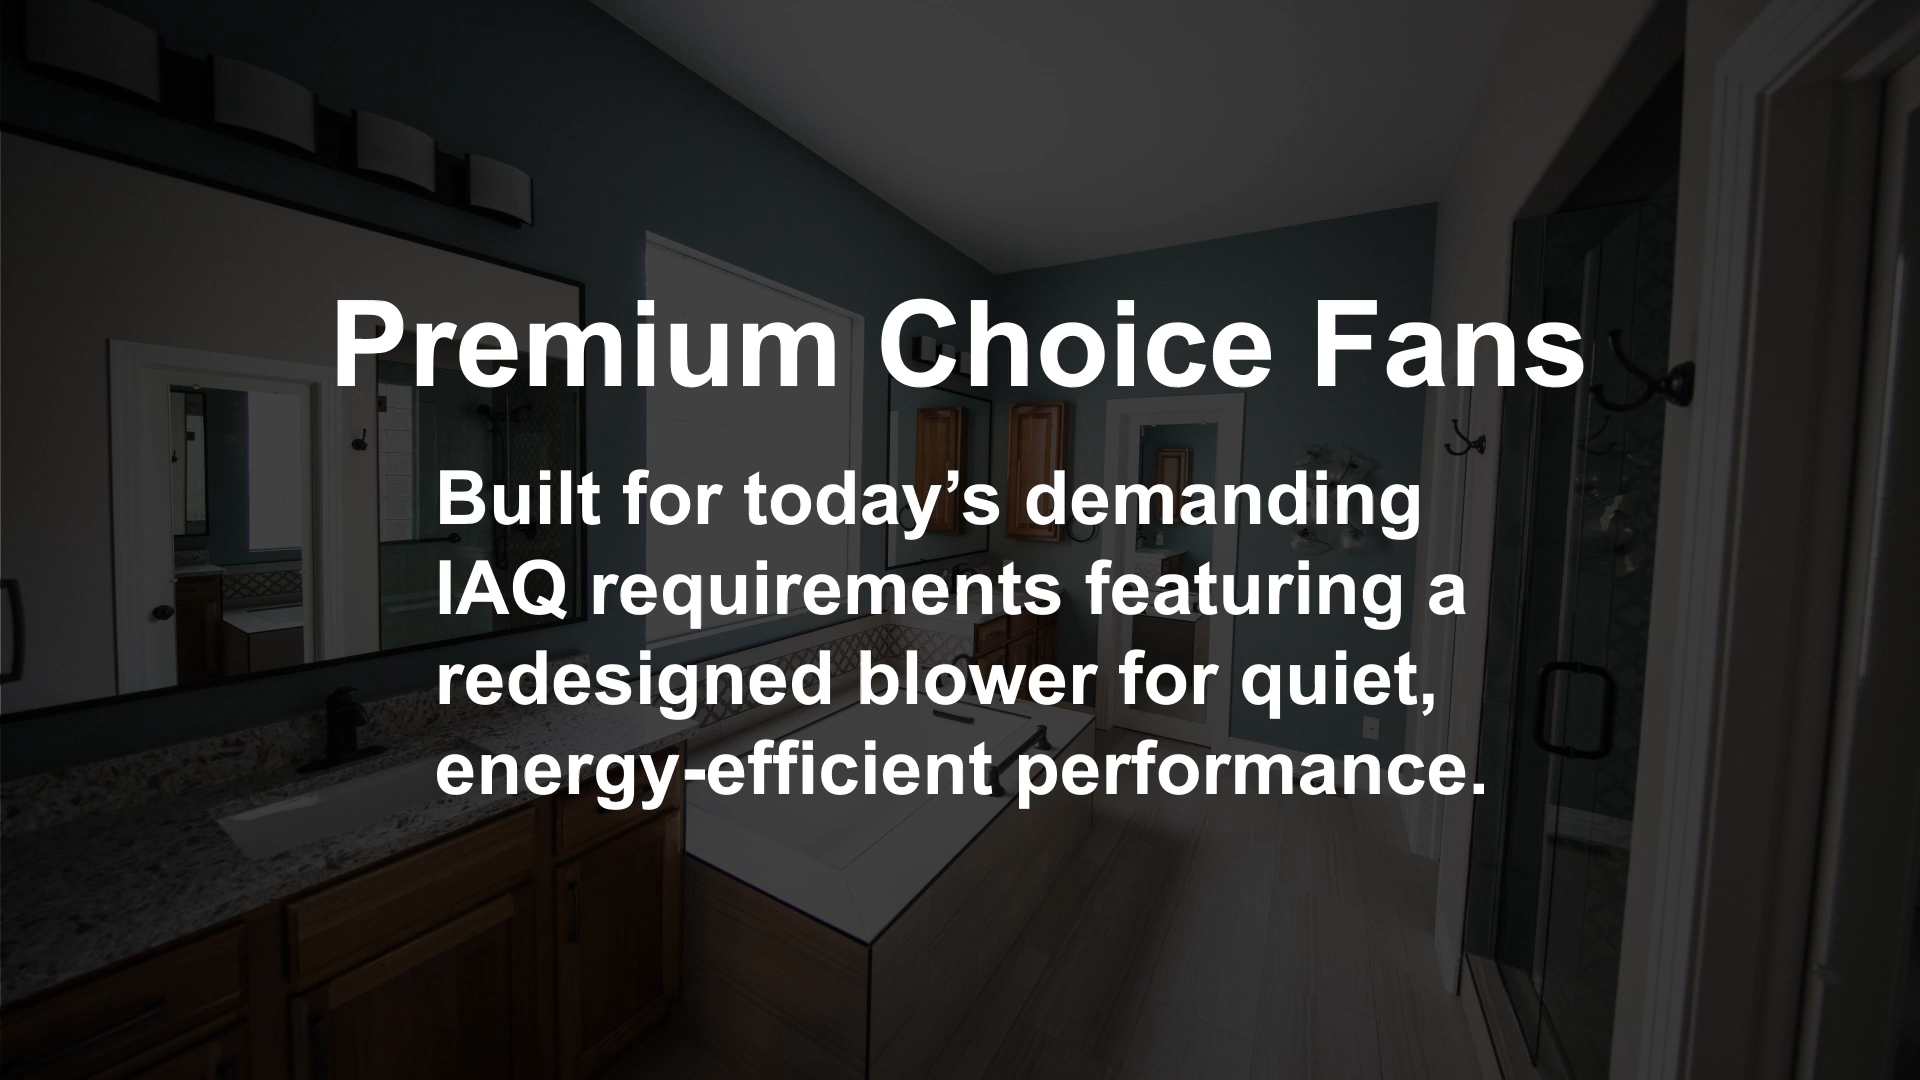 Premium Choice Fans
Built for today’s demanding
IAQ requirements featuring a
redesigned blower for quiet,
energy-efficient performance.